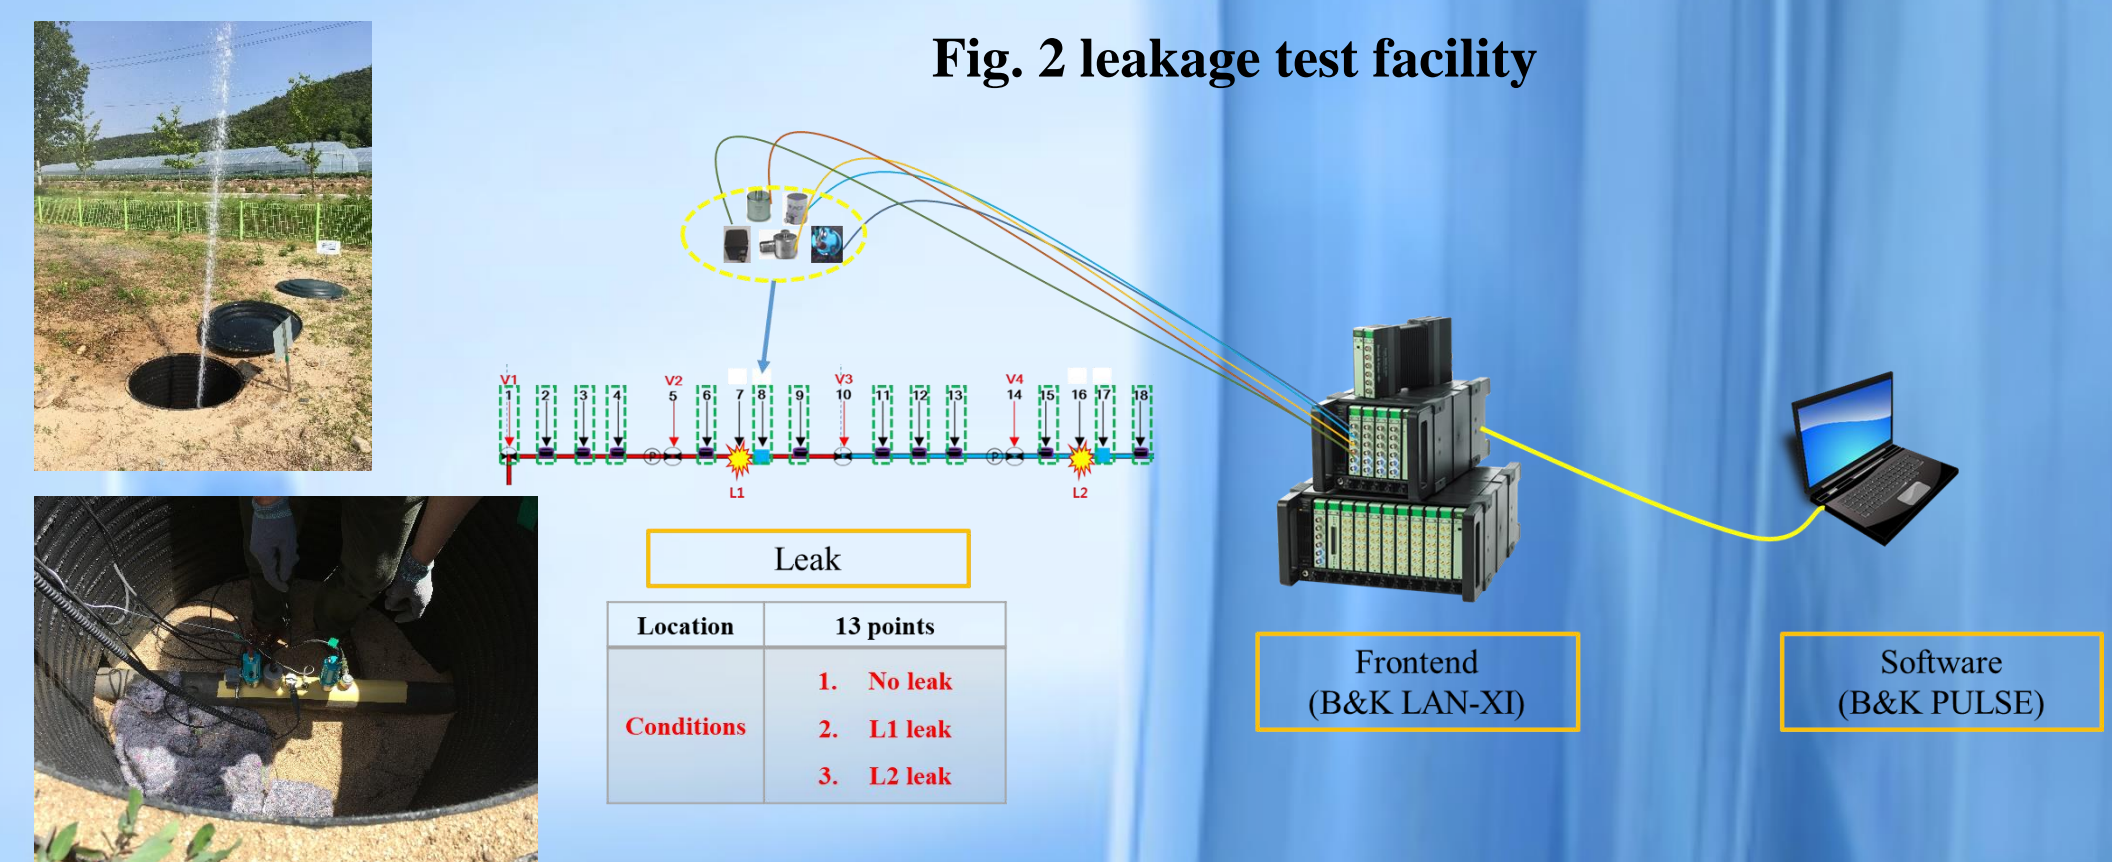 Fig. 2 leakage test facility
V1 V2 V3 V4
1 2 3 4 5 6 7 8 9 10 11 12 13 14 15 16 17 18
P P
L1 L2
Leak
Location 13 points
Conditions
1. No leak
2. L1 leak
3. L2 leak
Frontend
(B&K LAN-XI)
Software
(B&K PULSE)